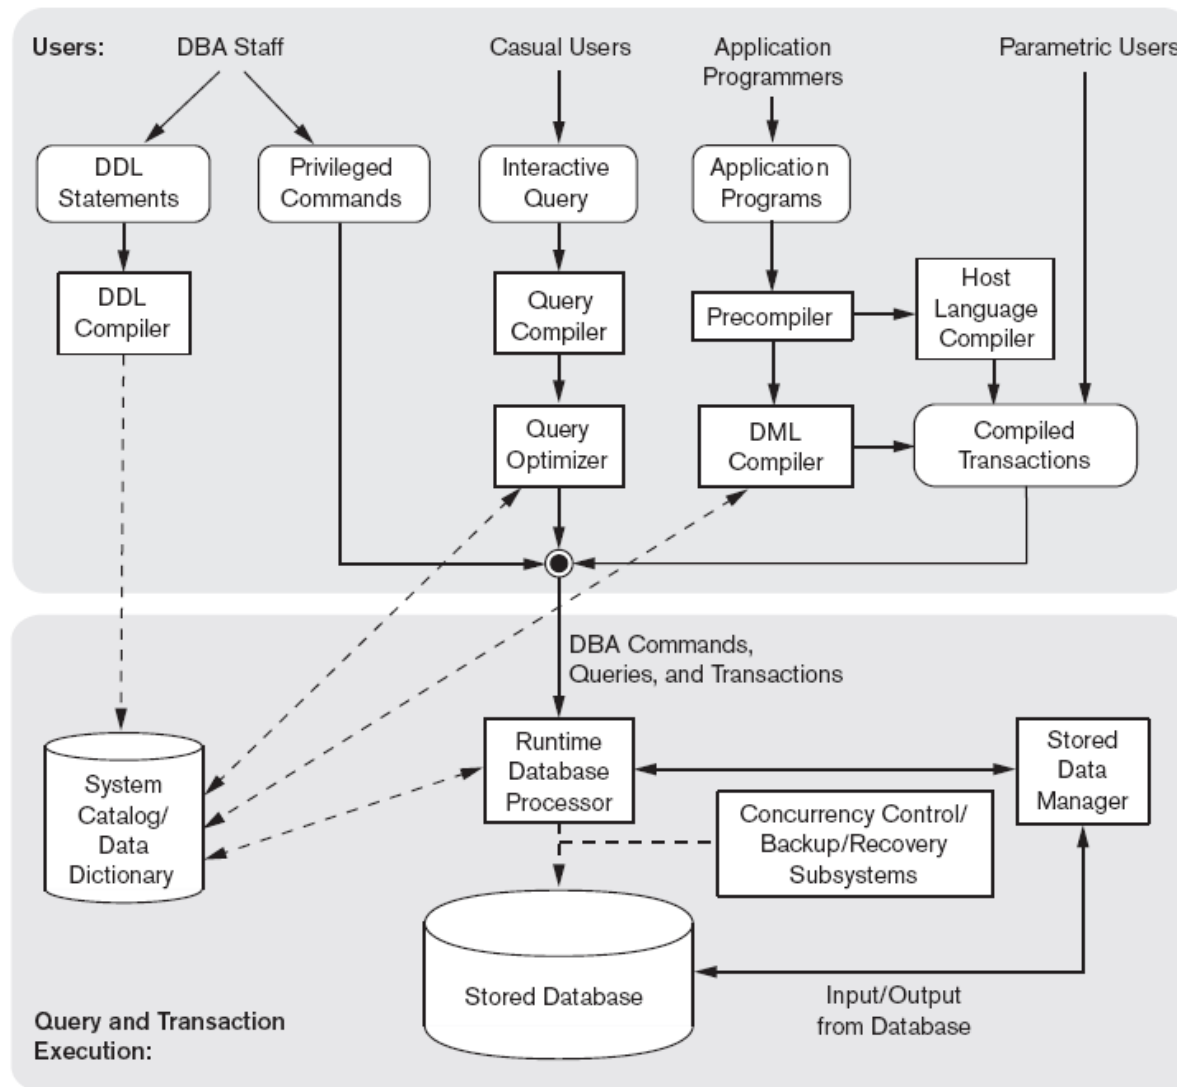 Users:
DBA Staff
Casual Users
Application
Programmers
Parametric Users
DDL
Statements
Privileged
Commands
Interactive
Query
Application
Programs
DDL
Compiler
Query
Compiler
Precompiler
Host
Language
Compiler
Query
Optimizer
DML
Compiler
Compiled
Transactions
DBA Commands,
Queries, and Transactions
System
Catalog/
Data
Dictionary
Runtime
Database
Processor
Stored
Data
Manager
Concurrency Control/
Backup/Recovery
Subsystems
Stored Database
Input/Output
from Database
Query and Transaction
Execution: